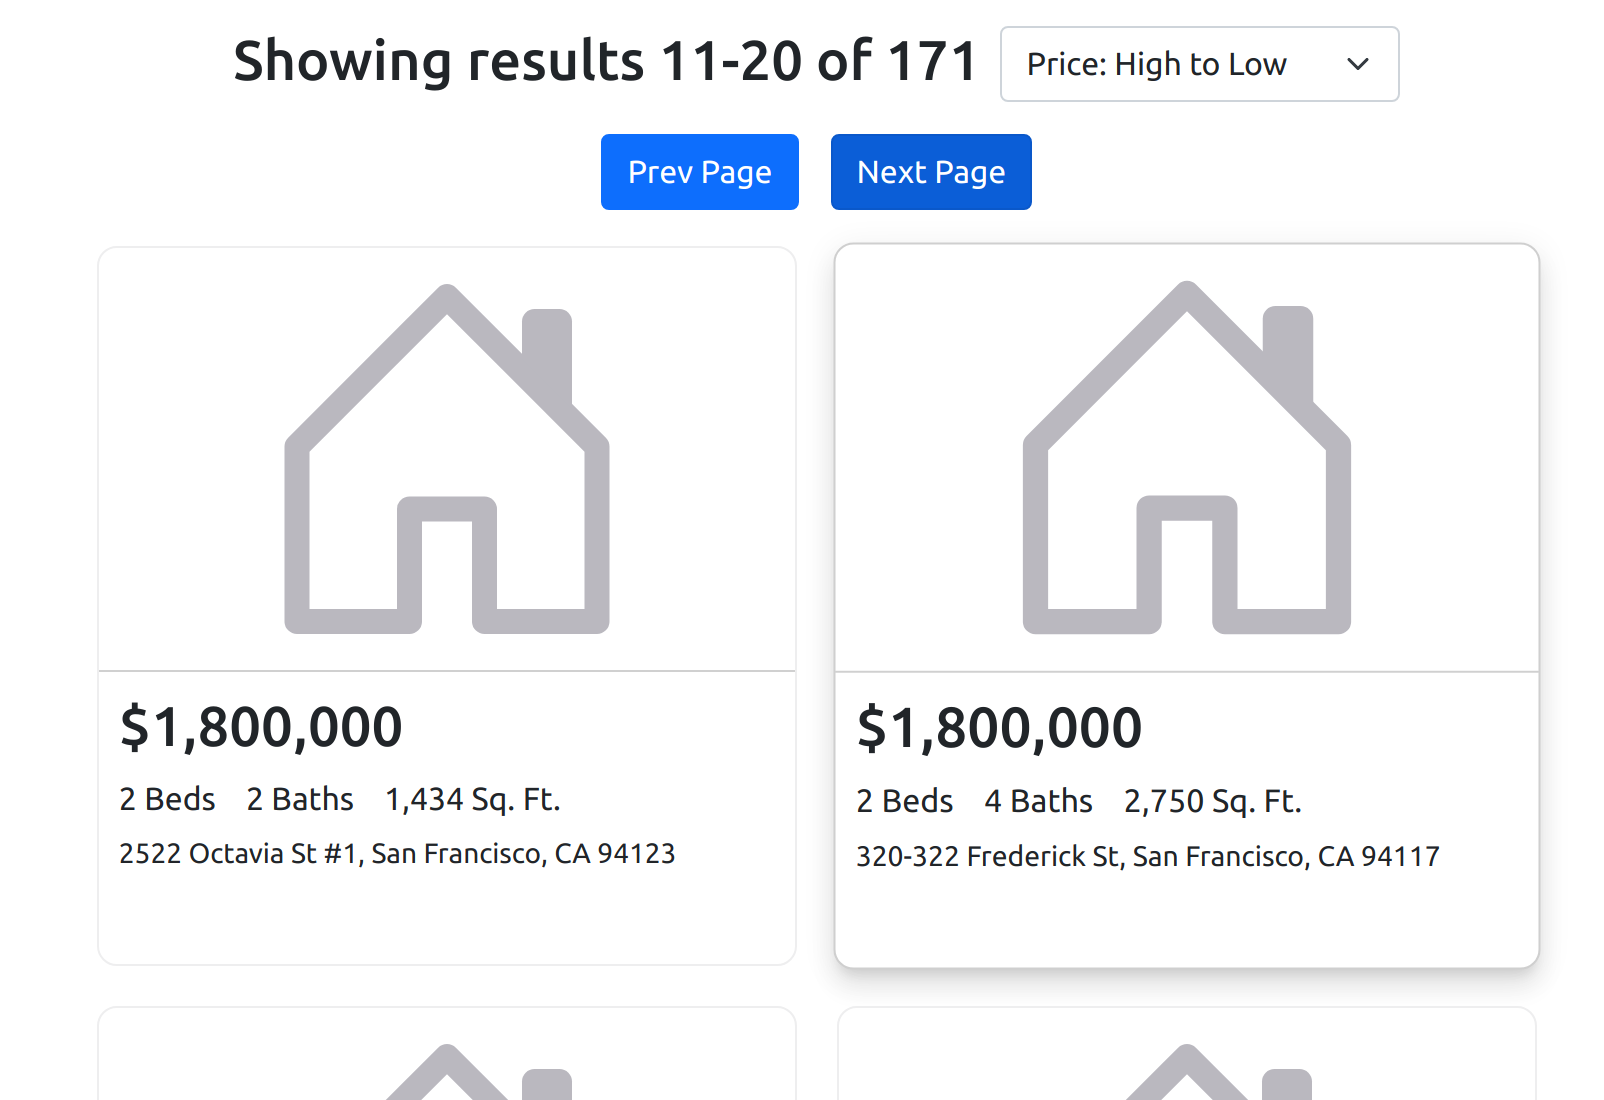 Showing results 11-20 of 171
Price: High to Low
Prev Page
Next Page
$1,800,000
2 Beds 2 Baths 1,434 Sq. Ft.
2522 Octavia St #1, San Francisco, CA 94123
$1,800,000
2 Beds 4 Baths 2,750 Sq. Ft.
320-322 Frederick St, San Francisco, CA 94117